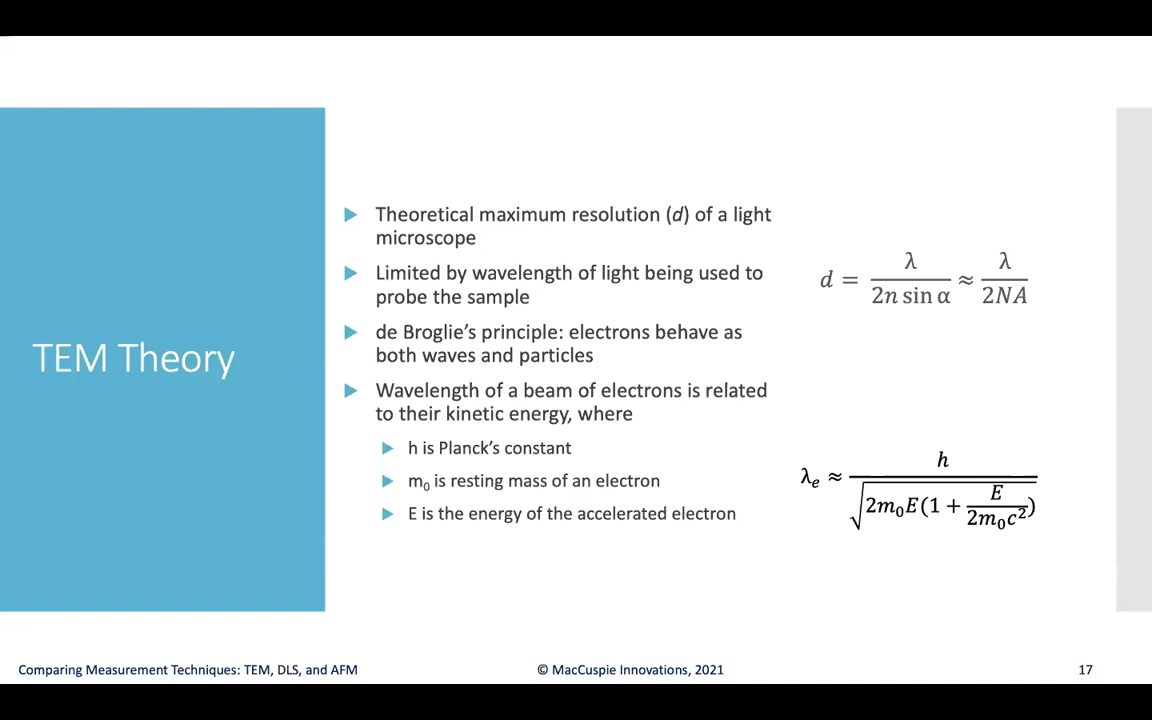 TEM Theory
▶ Theoretical maximum resolution (d) of a light
microscope
▶ Limited by wavelength of light being used to
probe the sample
▶ de Broglie’s principle: electrons behave as
both waves and particles
▶ Wavelength of a beam of electrons is related
to their kinetic energy, where
▶ h is Planck’s constant
▶ m₀ is resting mass of an electron
▶ E is the energy of the accelerated electron
d = λ / (2n sin α) ≈ λ / (2NA)
λₑ ≈ h / √(2m₀E(1 + E / (2m₀c²)))
Comparing Measurement Techniques: TEM, DLS, and AFM
© MacCuspie Innovations, 2021
17